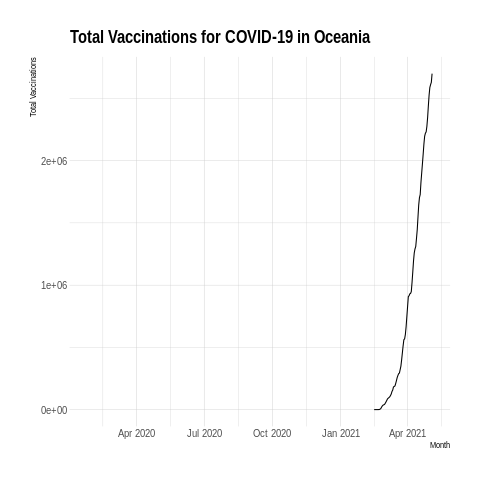 Total Vaccinations for COVID-19 in Oceania
Total Vaccinations
2e+06
1e+06
0e+00
Apr 2020 Jul 2020 Oct 2020 Jan 2021 Apr 2021
Month